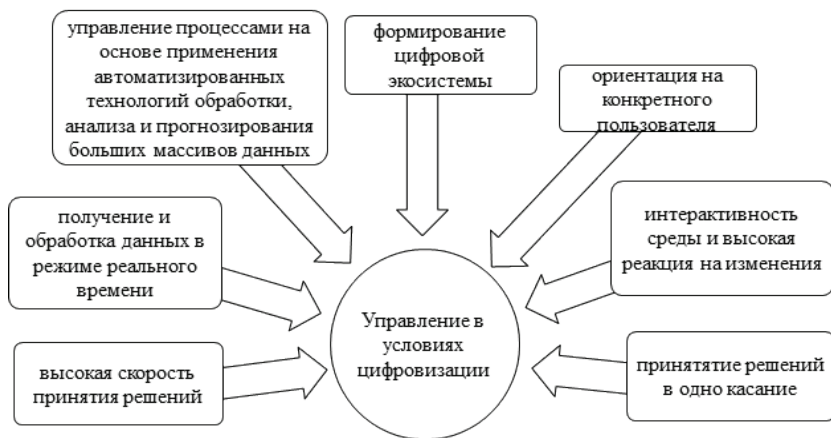 управление процессами на
основе применения
автоматизированных
технологий обработки,
анализа и прогнозирования
больших массивов данных
формирование
цифровой
экосистемы
ориентация на
конкретного
пользователя
получение и
обработка данных в
режиме реального
времени
интерактивность
среды и высокая
реакция на изменения
Управление в
условиях
цифровизации
высокая скорость
принятия решений
принятятие решений
в одно касание